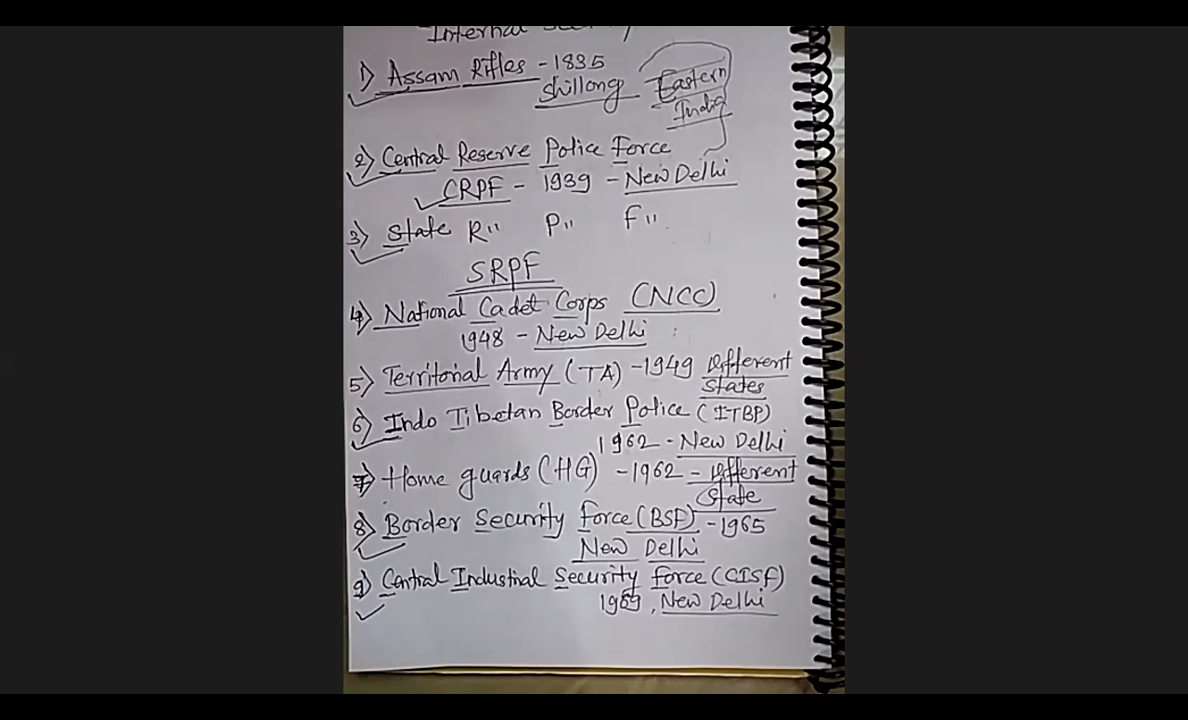 Internal Security
1) Assam Rifles - 1835
Shillong Eastern
India
2) Central Reserve Police Force
CRPF - 1939 - New Delhi
3) State R" P" F"
SRPF
4) National Cadet Corps (NCC)
1948 - New Delhi
5) Territorial Army (TA) - 1949 Different
States
6) Indo Tibetan Border Police (ITBP)
1962 - New Delhi
7) Home guards (HG) - 1962 - Different
State
8) Border Security force (BSF) - 1965
New Delhi
9) Central Industrial Security force (CISF)
1969, New Delhi